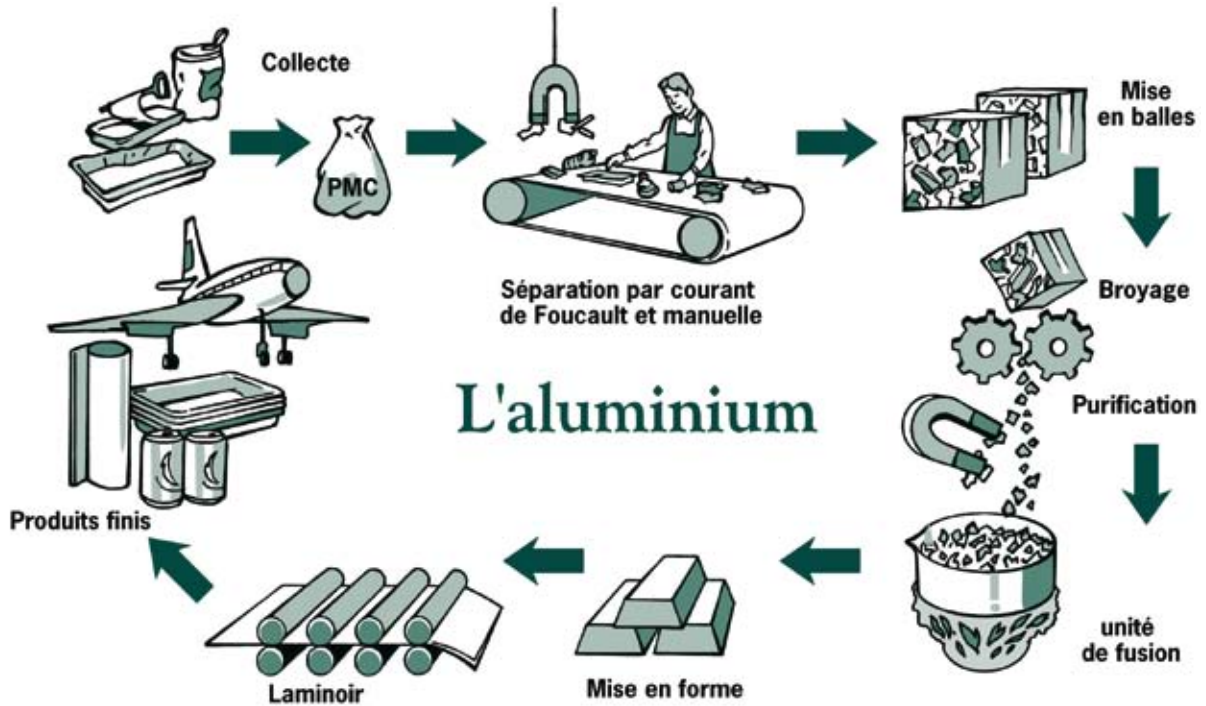 Collecte
PMC
Séparation par courant
de Foucault et manuelle
Mise
en balles
Broyage
Purification
unité
de fusion
Mise en forme
Laminoir
Produits finis
L'aluminium